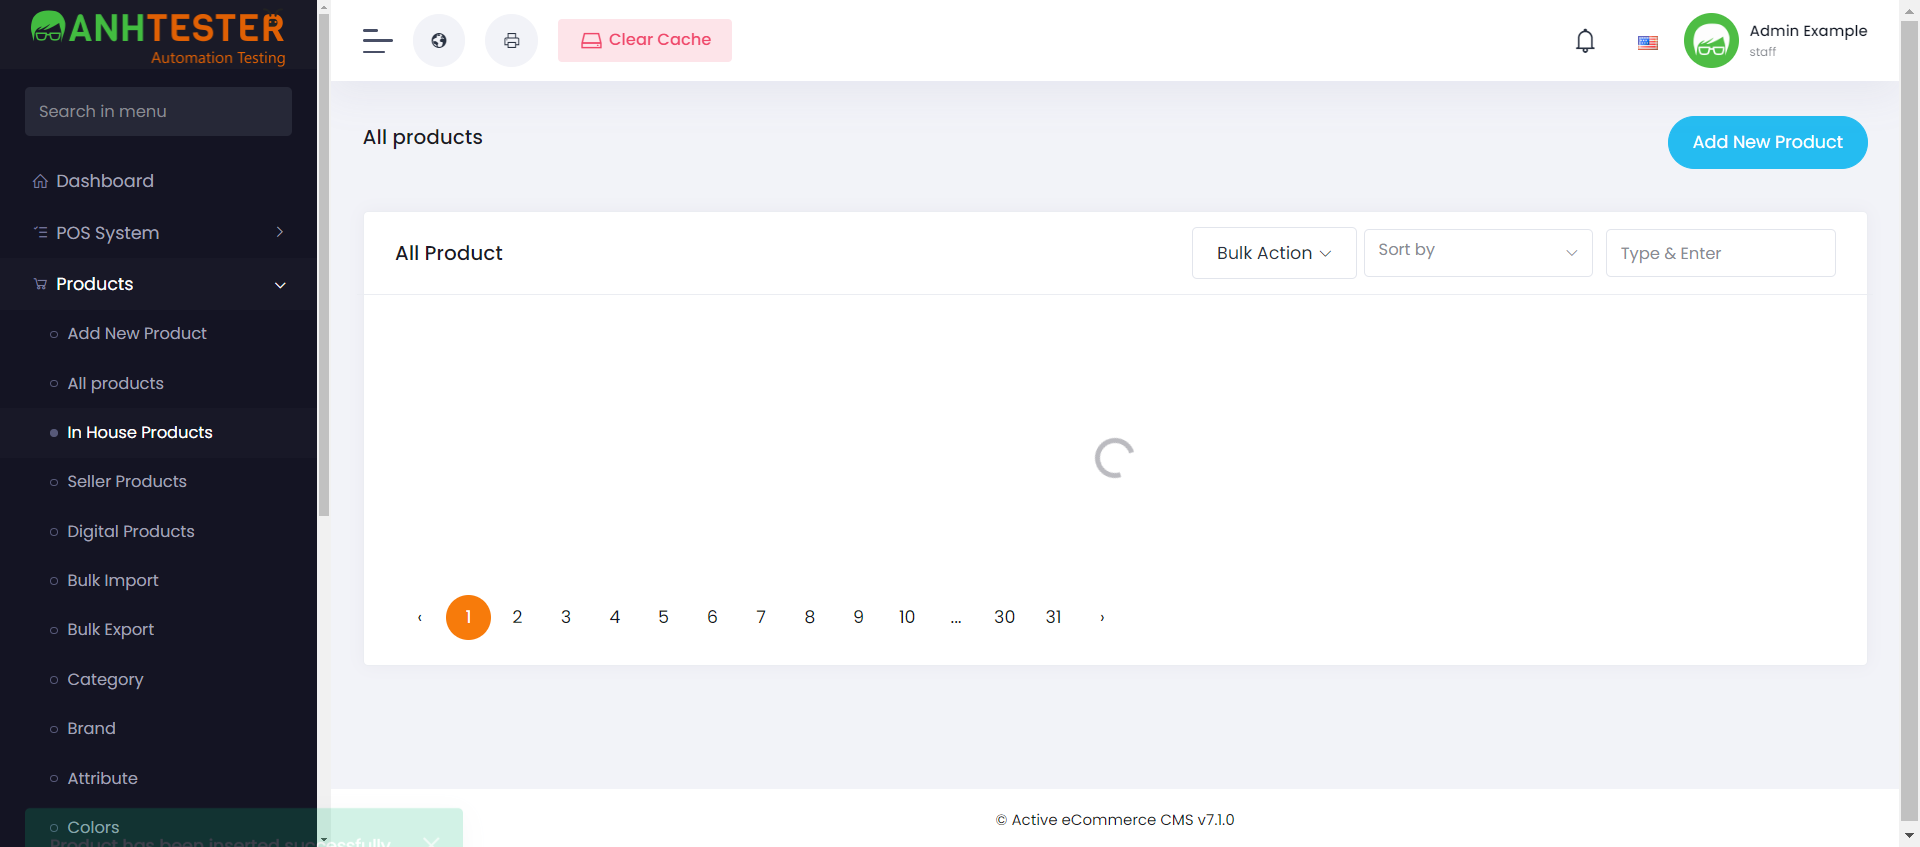 ANHTESTER
Automation Testing
Search in menu
Dashboard
POS System
Products
Add New Product
All products
In House Products
Seller Products
Digital Products
Bulk Import
Bulk Export
Category
Brand
Attribute
Colors
Product has been inserted successfully
Clear Cache
Admin Example
staff
All products
Add New Product
All Product
Bulk Action
Sort by
Type & Enter
‹ 1 2 3 4 5 6 7 8 9 10 ... 30 31 ›
© Active eCommerce CMS v7.1.0